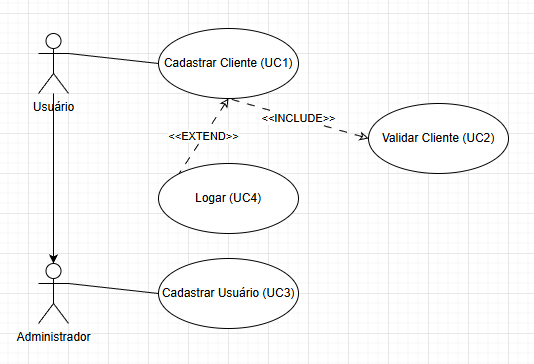 Cadastrar Cliente (UC1)
Usuário
<<INCLUDE>>
<<EXTEND>>
Validar Cliente (UC2)
Logar (UC4)
Cadastrar Usuário (UC3)
Administrador